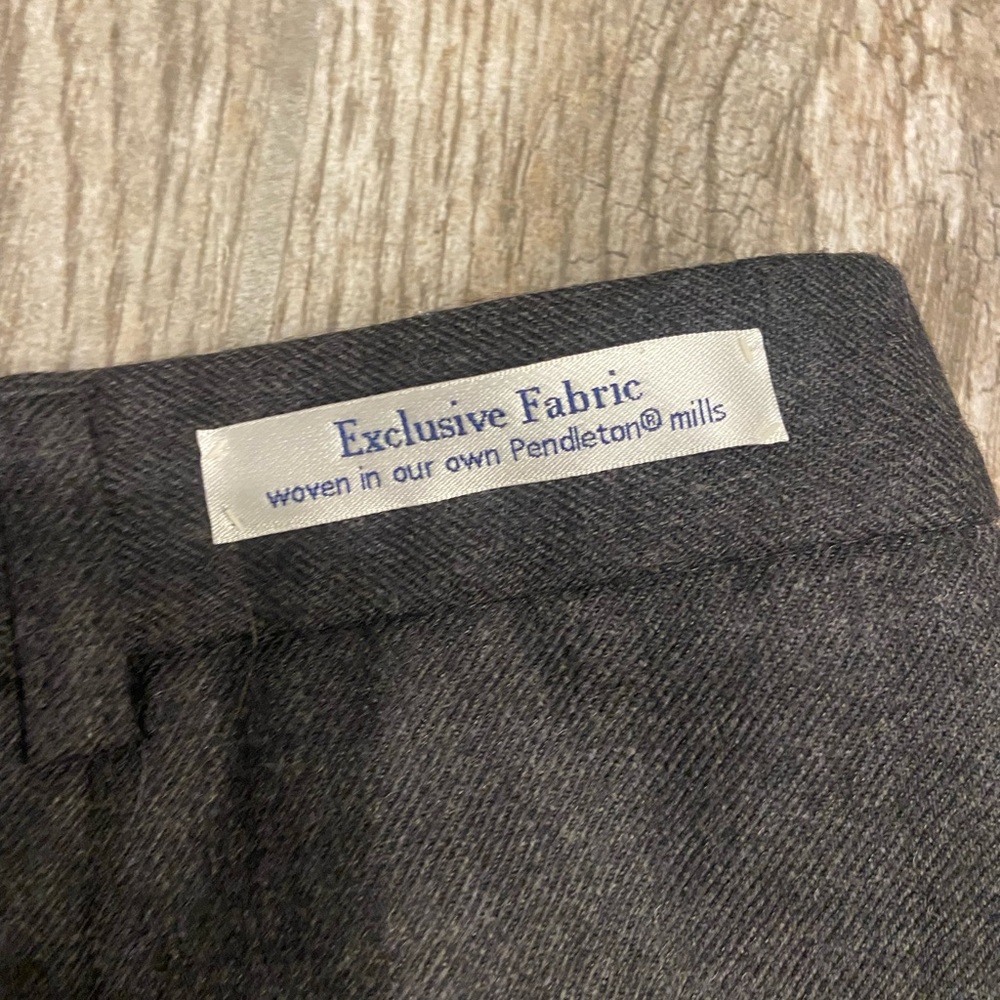 Exclusive Fabric
woven in our own Pendleton® mills